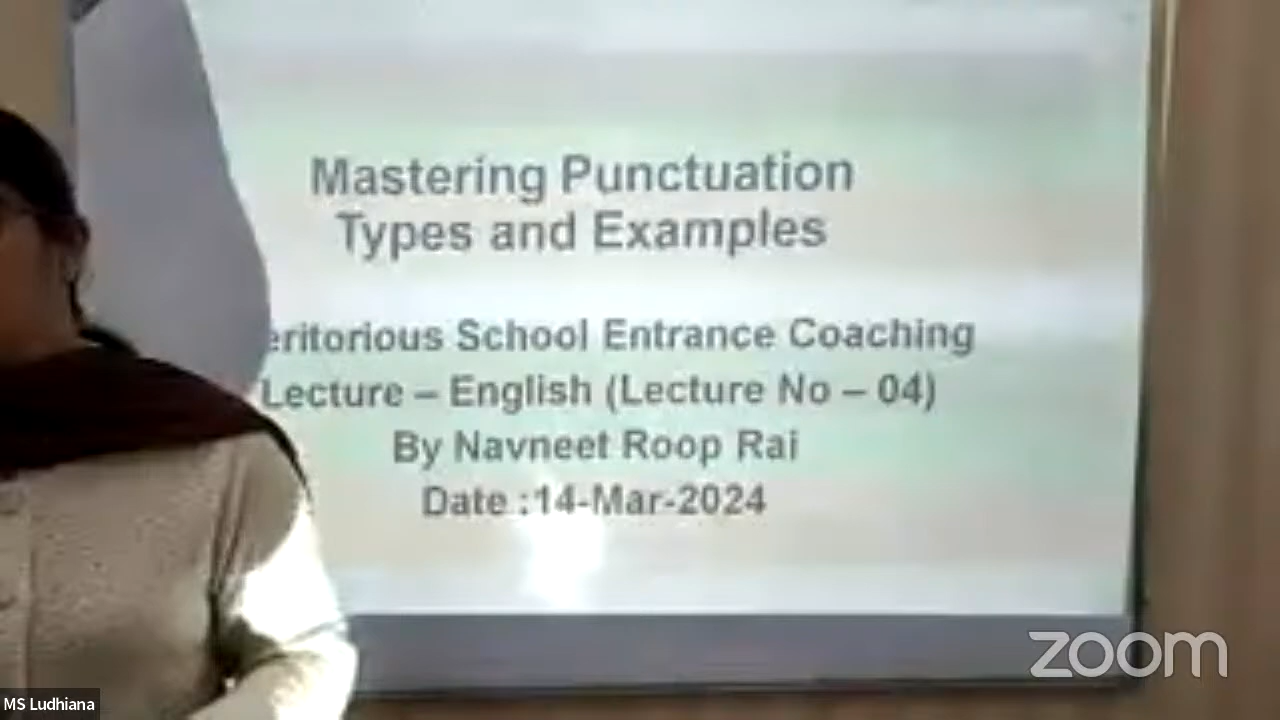 Mastering Punctuation
Types and Examples
eritorious School Entrance Coaching
Lecture – English (Lecture No – 04)
By Navneet Roop Rai
Date :14-Mar-2024
zoom
MS Ludhiana